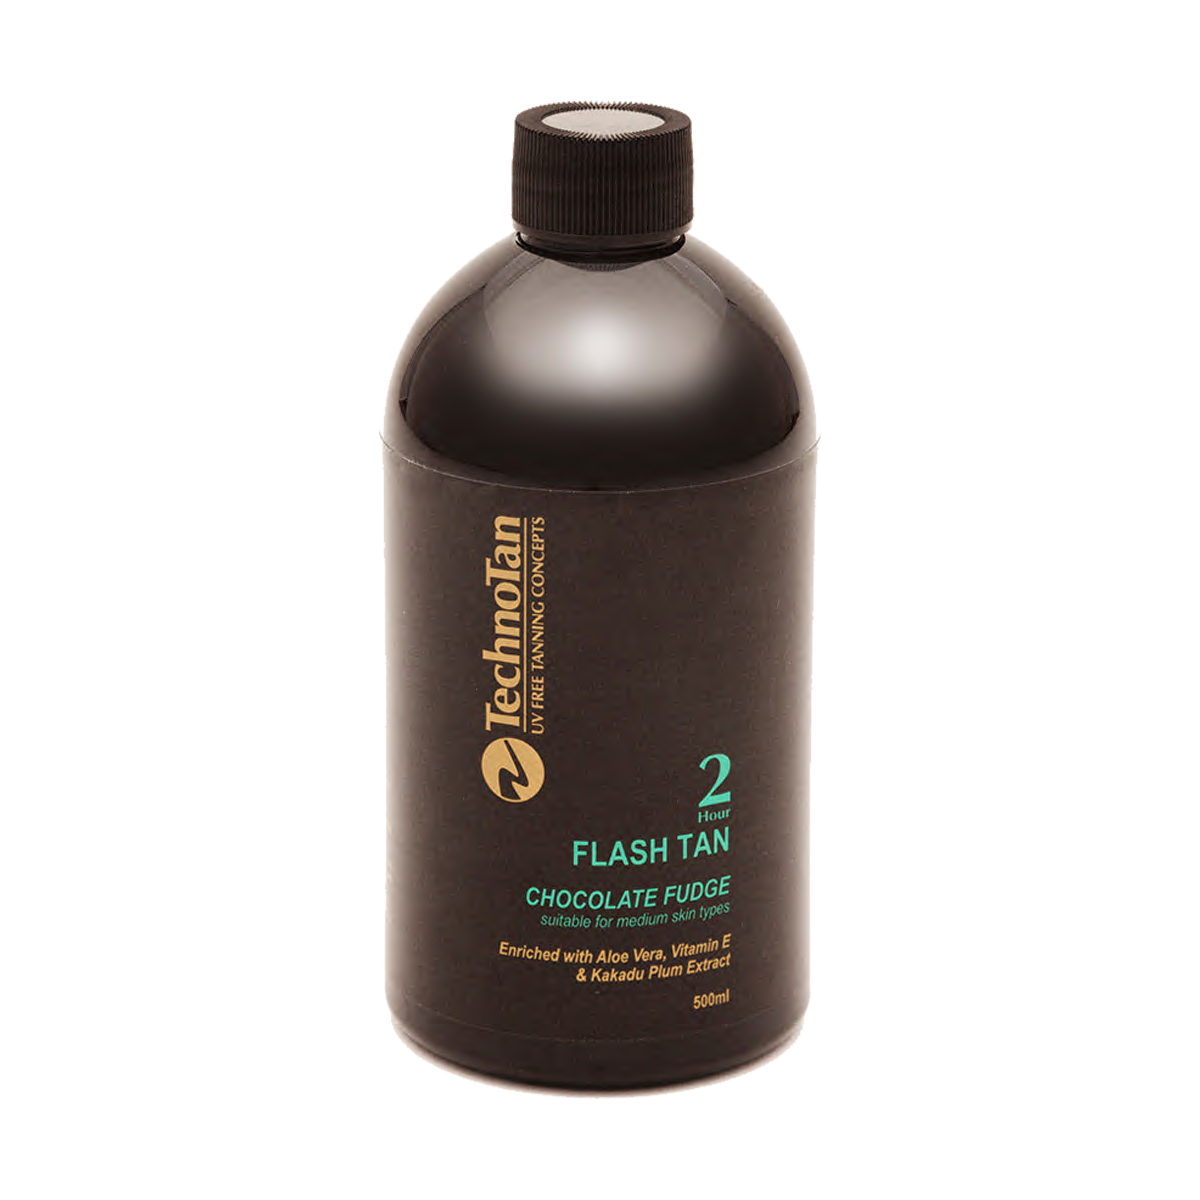 TechnoTan
UV FREE TANNING CONCEPTS
2
Hour
FLASH TAN
CHOCOLATE FUDGE
suitable for medium skin types
Enriched with Aloe Vera, Vitamin E
& Kakadu Plum Extract
500ml